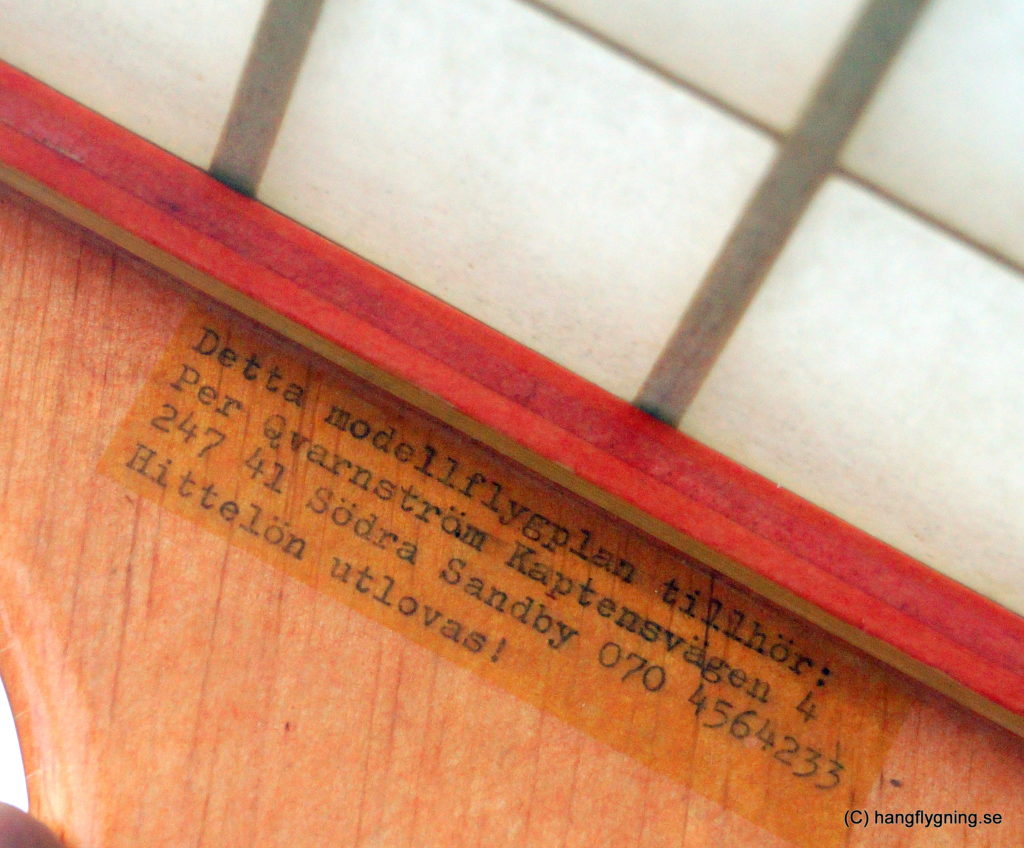 Detta modellflygplan tillhör:
Per Qvarnström Kaptensvägen 4
247 41 Södra Sandby 070 4564233
Hittelön utlovas!
(C) hangflygning.se